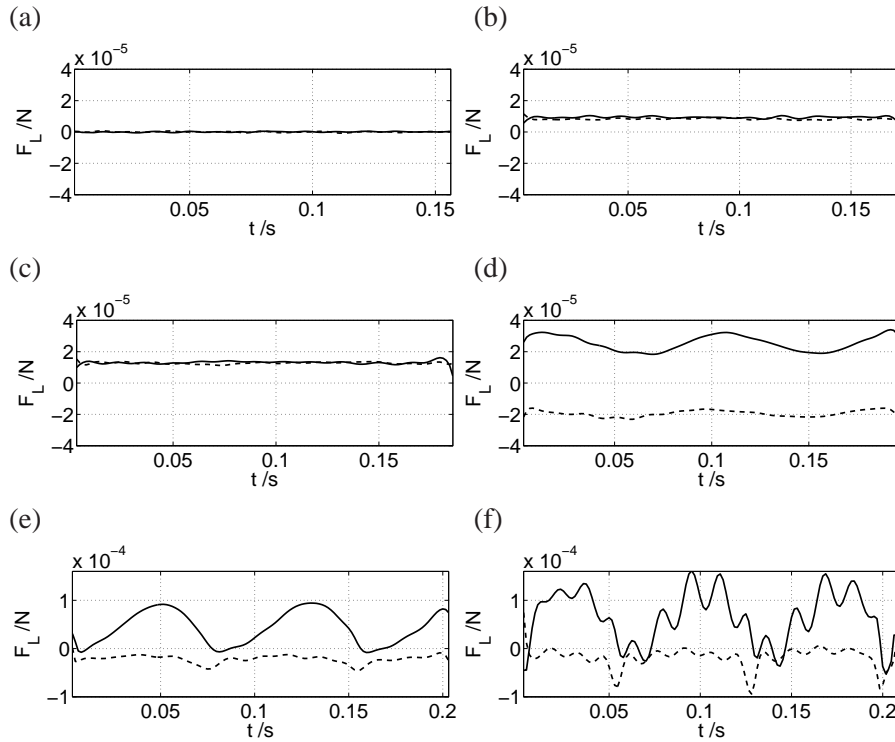 (a)
x 10⁻⁵
4
2
0
−2
−4
F_L /N
0.05 0.1 0.15
t /s
(b)
x 10⁻⁵
4
2
0
−2
−4
F_L /N
0.05 0.1 0.15
t /s
(c)
x 10⁻⁵
4
2
0
−2
−4
F_L /N
0.05 0.1 0.15
t /s
(d)
x 10⁻⁵
4
2
0
−2
−4
F_L /N
0.05 0.1 0.15
t /s
(e)
x 10⁻⁴
1
0
−1
F_L /N
0.05 0.1 0.15 0.2
t /s
(f)
x 10⁻⁴
1
0
−1
F_L /N
0.05 0.1 0.15 0.2
t /s